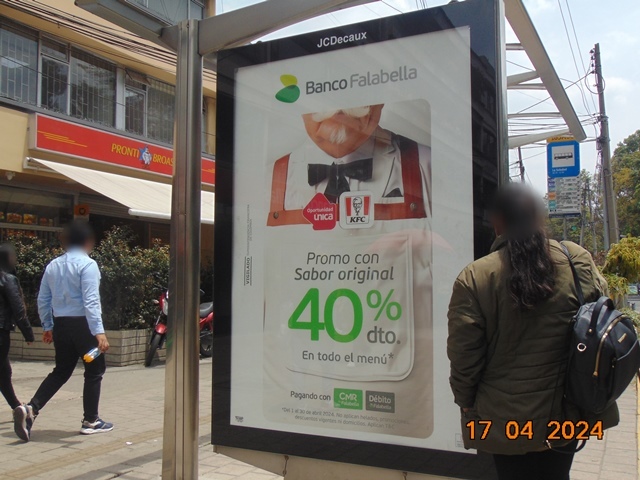 JCDecaux
Banco Falabella
PRONTI
BROAS
Oportunidad
única
KFC
Promo con
Sabor original
40%
dto.
En todo el menú*
Pagando con
CMR
Débito
17 04 2024